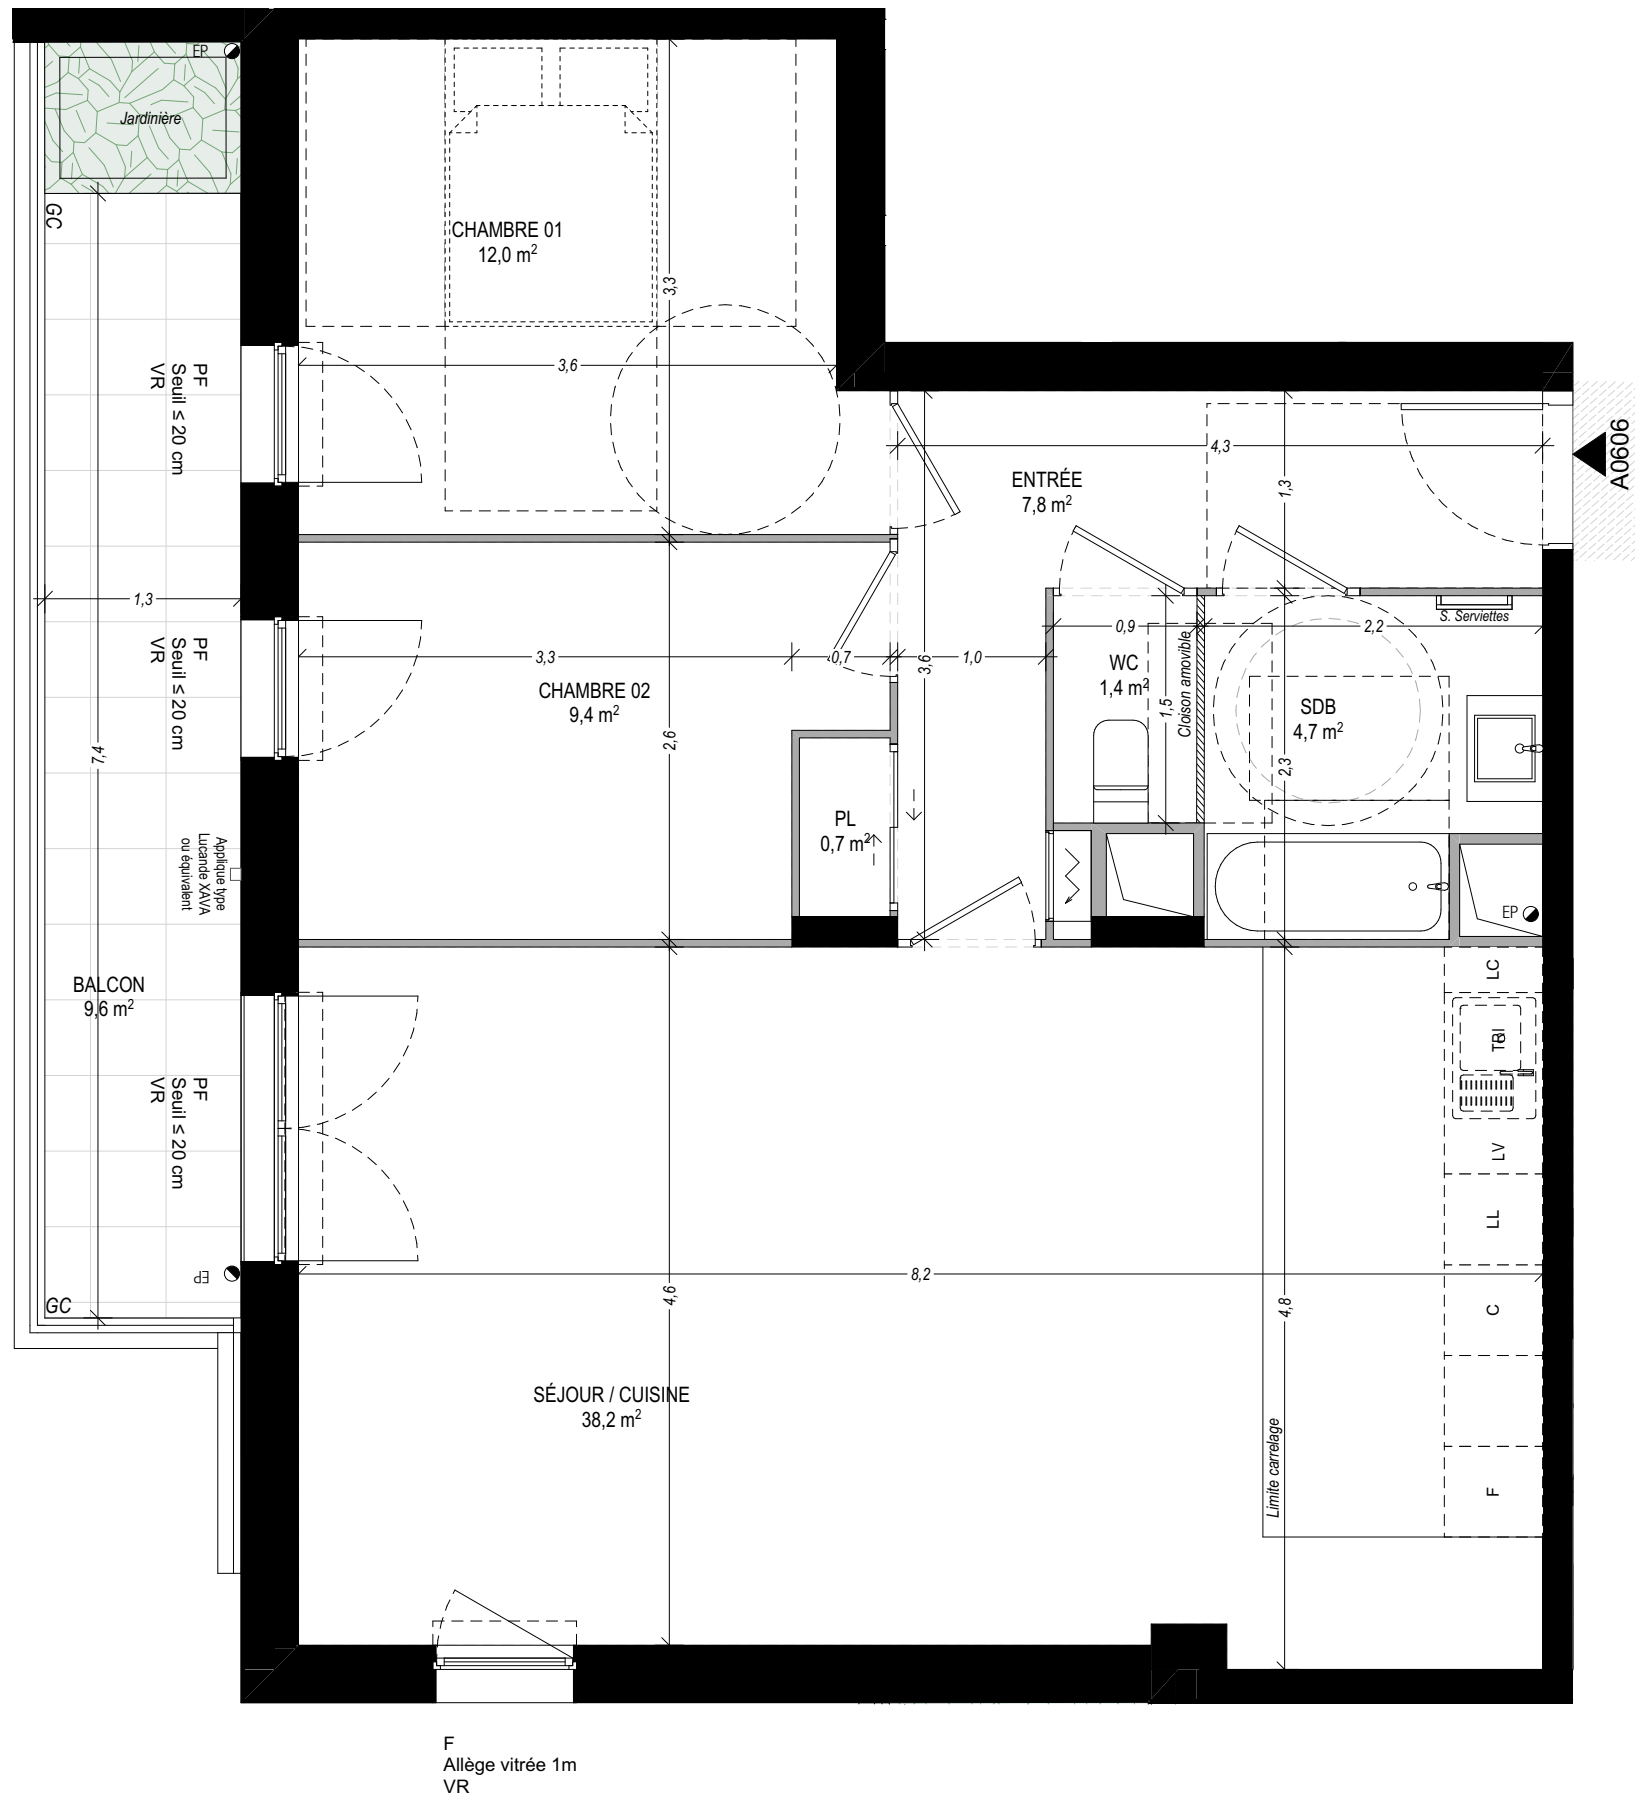 EP
Jardinière
GC
CHAMBRE 01
12,0 m²
3,3
3,6
PF
Seuil ≤ 20 cm
VR
4,3
A0606
ENTRÉE
7,8 m²
1,3
1,3
PF
Seuil ≤ 20 cm
VR
3,3
0,7
3,6
1,0
0,9
2,2
S. Serviettes
CHAMBRE 02
9,4 m²
WC
1,4 m²
1,5
Cloison amovible
SDB
4,7 m²
2,3
2,6
7,4
PL
0,7 m²
Applique type
Lucande XAVA
ou équivalent
EP
BALCON
9,6 m²
LC
TRI
LV
LL
C
F
PF
Seuil ≤ 20 cm
VR
EP
GC
8,2
4,6
4,8
SÉJOUR / CUISINE
38,2 m²
Limite carrelage
F
Allège vitrée 1m
VR